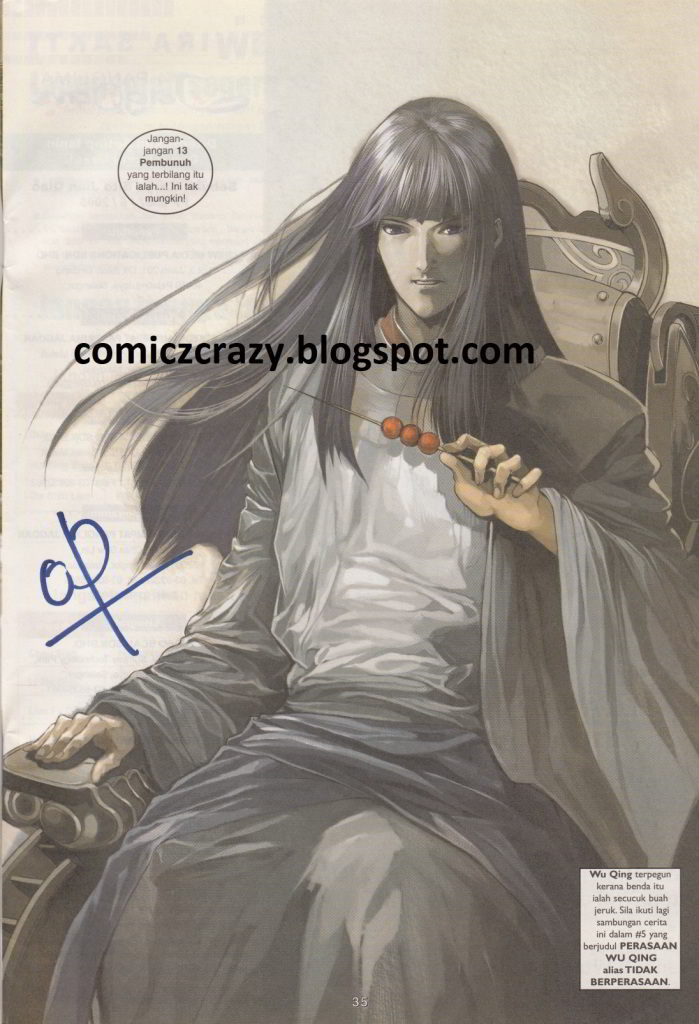 Jangan-
jangan 13
Pembunuh
yang terbilang itu
ialah...! Ini tak
mungkin!
comiczcrazy.blogspot.com
Wu Qing terpegun
kerana benda itu
ialah secucuk buah
jeruk. Sila ikuti lagi
sambungan cerita
ini dalam #5 yang
berjudul PERASAAN
WU QING
alias TIDAK
BERPERASAAN.
35